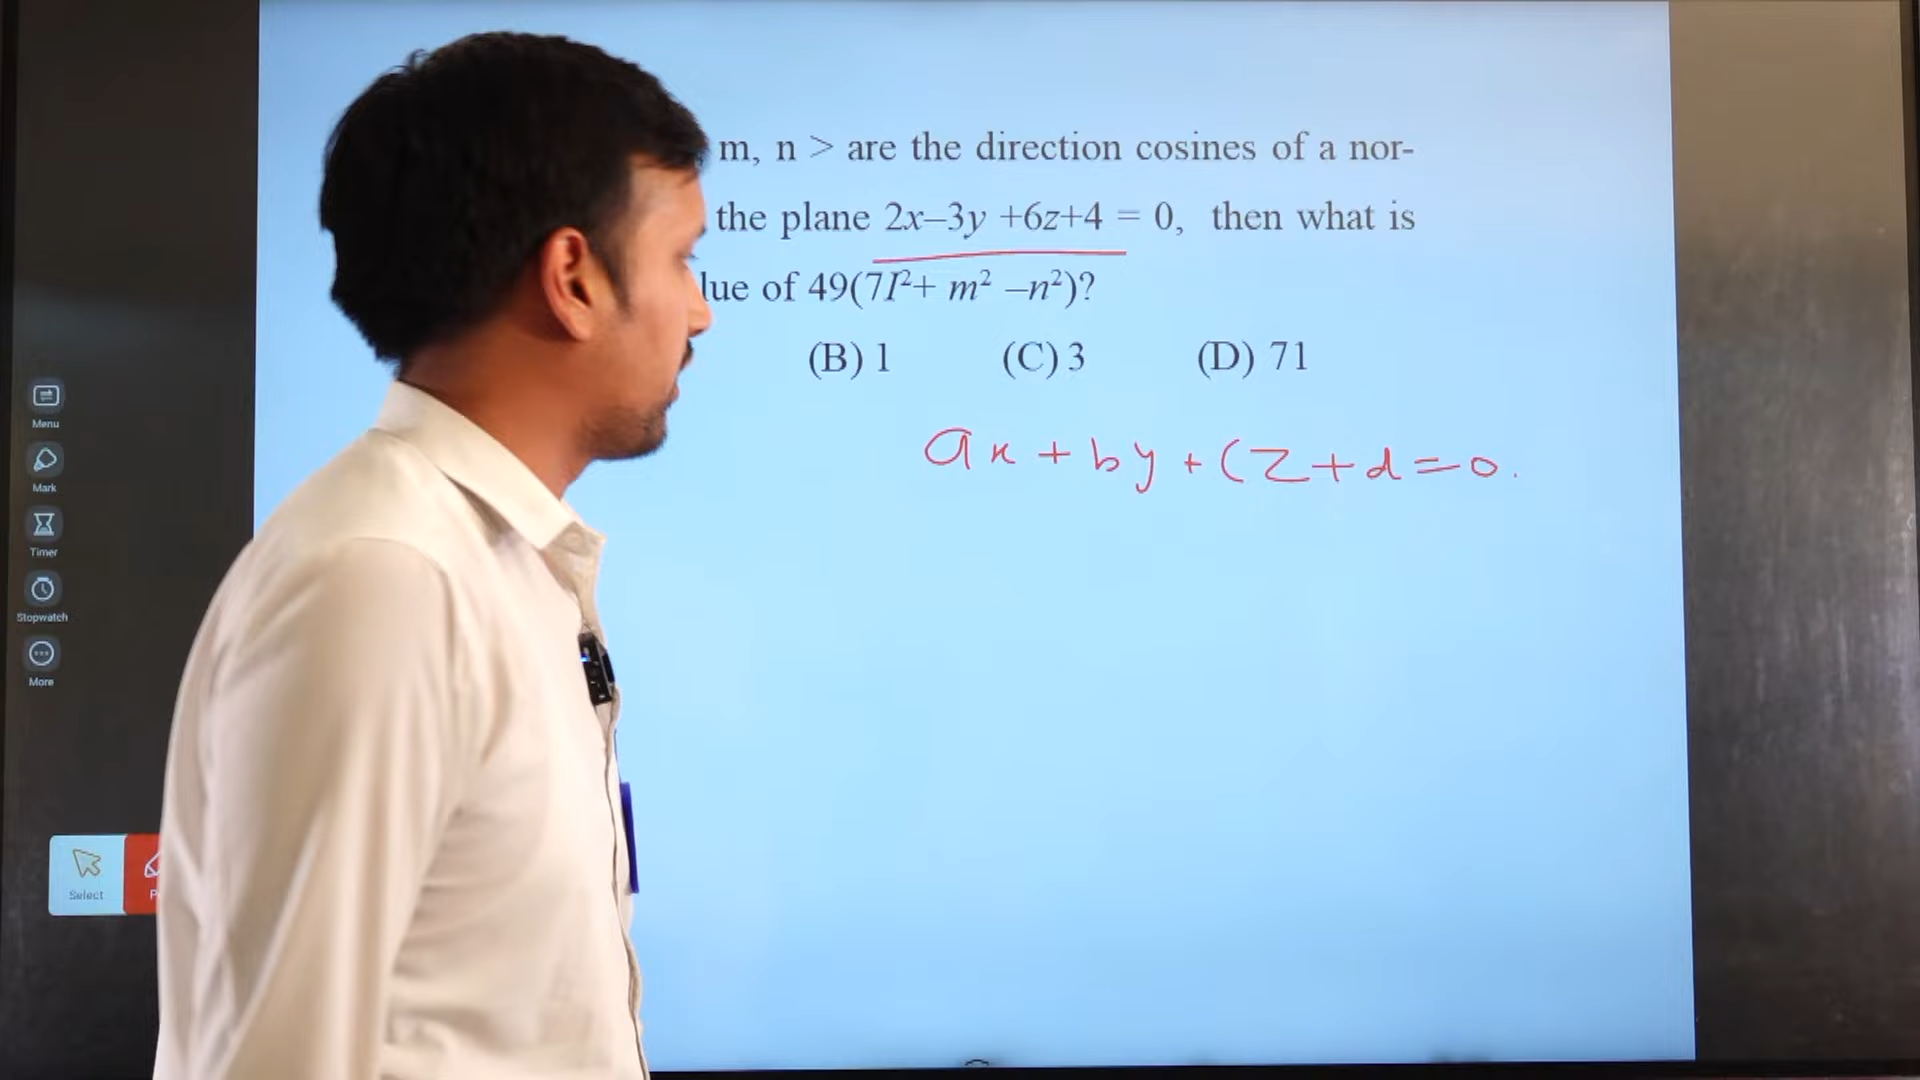 m, n > are the direction cosines of a nor-
the plane 2x–3y +6z+4 = 0, then what is
lue of 49(7I²+ m² –n²)?
(B) 1 (C) 3 (D) 71
ax + by + cz + d = 0.
Menu
Mark
Timer
Stopwatch
More
Select
P